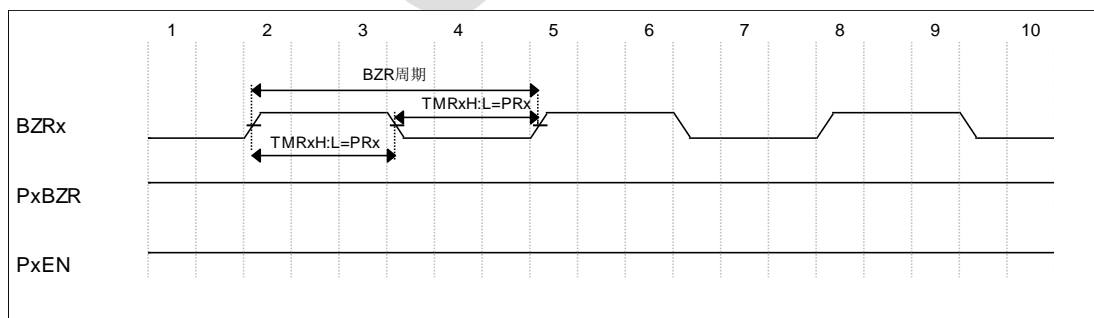 1 2 3 4 5 6 7 8 9 10
BZR周期
TMRxH:L=PRx
BZRx
TMRxH:L=PRx
PxBZR
PxEN